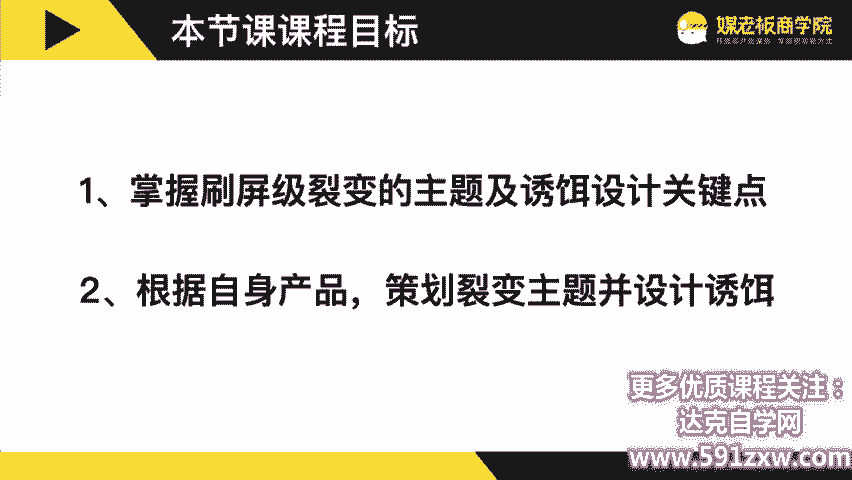 本节课课程目标
媒老板商学院
1、掌握刷屏级裂变的主题及诱饵设计关键点
2、根据自身产品，策划裂变主题并设计诱饵
更多优质课程关注：
达克自学网
www.591zxw.com